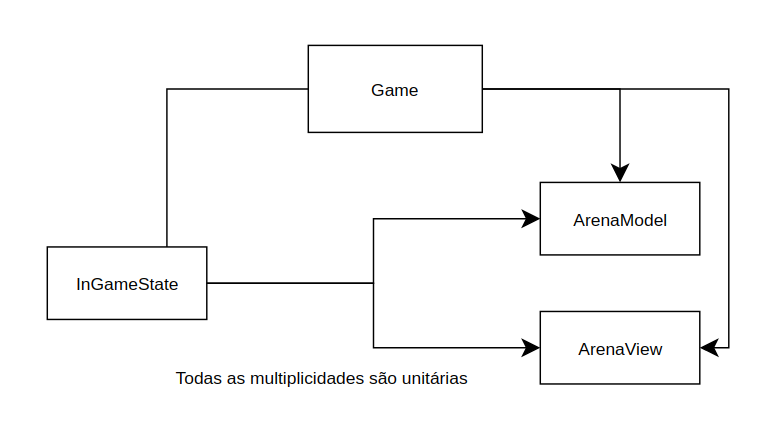 Game
ArenaModel
InGameState
ArenaView
Todas as multiplicidades são unitárias